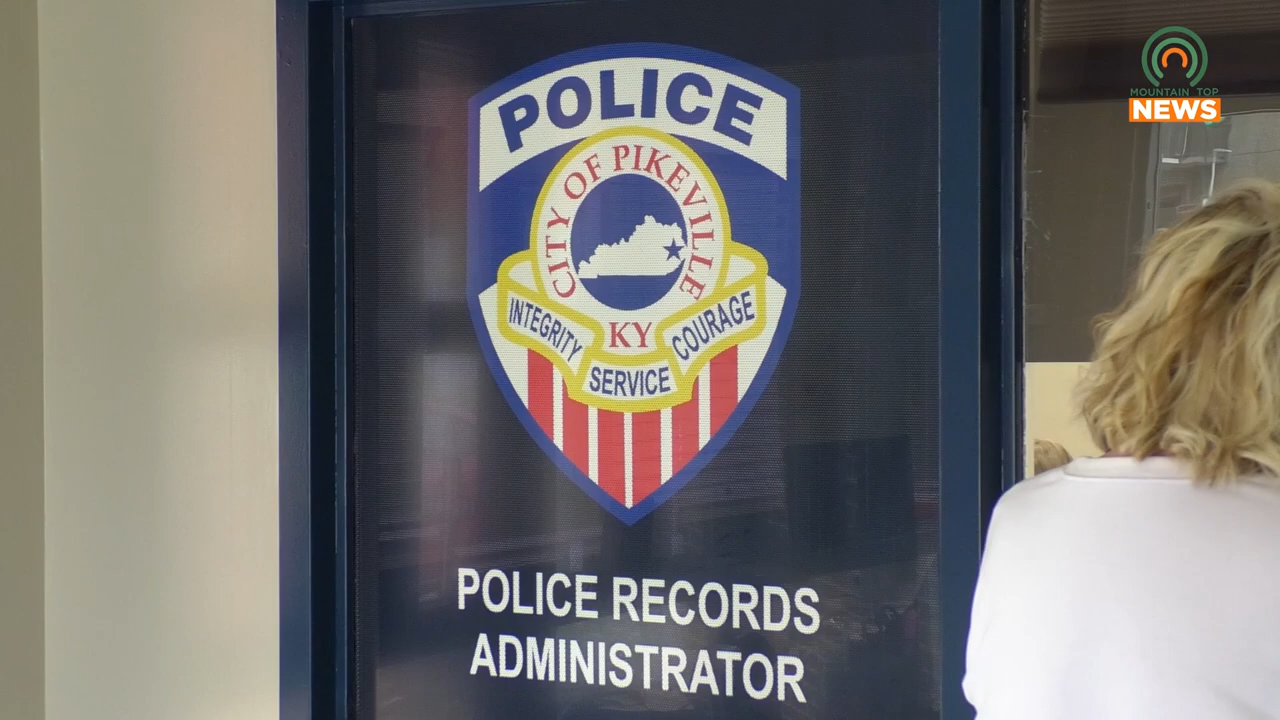 MOUNTAIN TOP
NEWS
POLICE
CITY OF PIKEVILLE
KY
INTEGRITY
SERVICE
COURAGE
POLICE RECORDS
ADMINISTRATOR